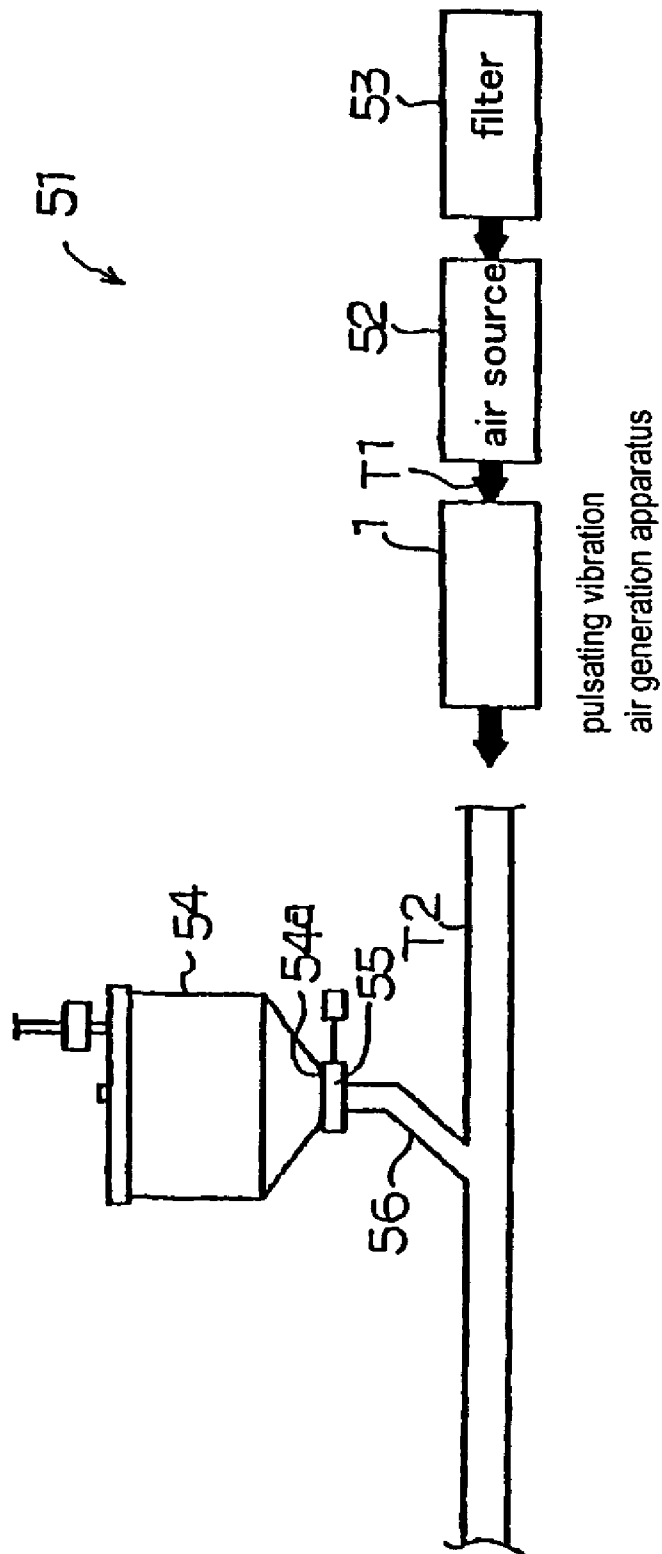 51
54
54a
55
56
T2
1
T1
52
53
air source
filter
pulsating vibration
air generation apparatus